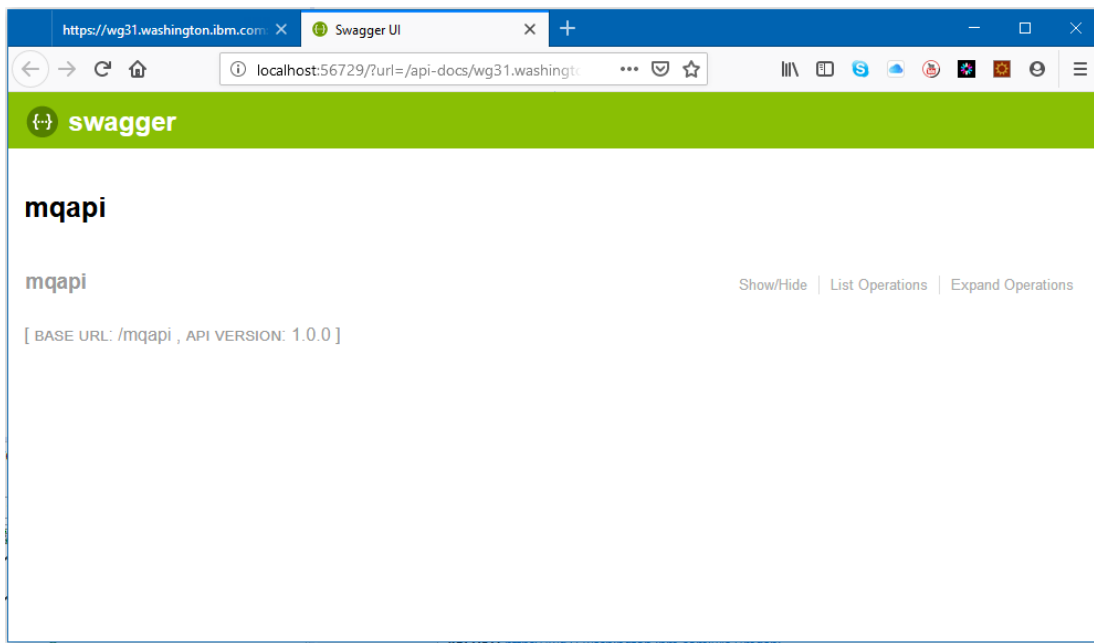 https://wg31.washington.ibm.com
Swagger UI
localhost:56729/?url=/api-docs/wg31.washingto
swagger
mqapi
mqapi
Show/Hide | List Operations | Expand Operations
[ BASE URL: /mqapi , API VERSION: 1.0.0 ]